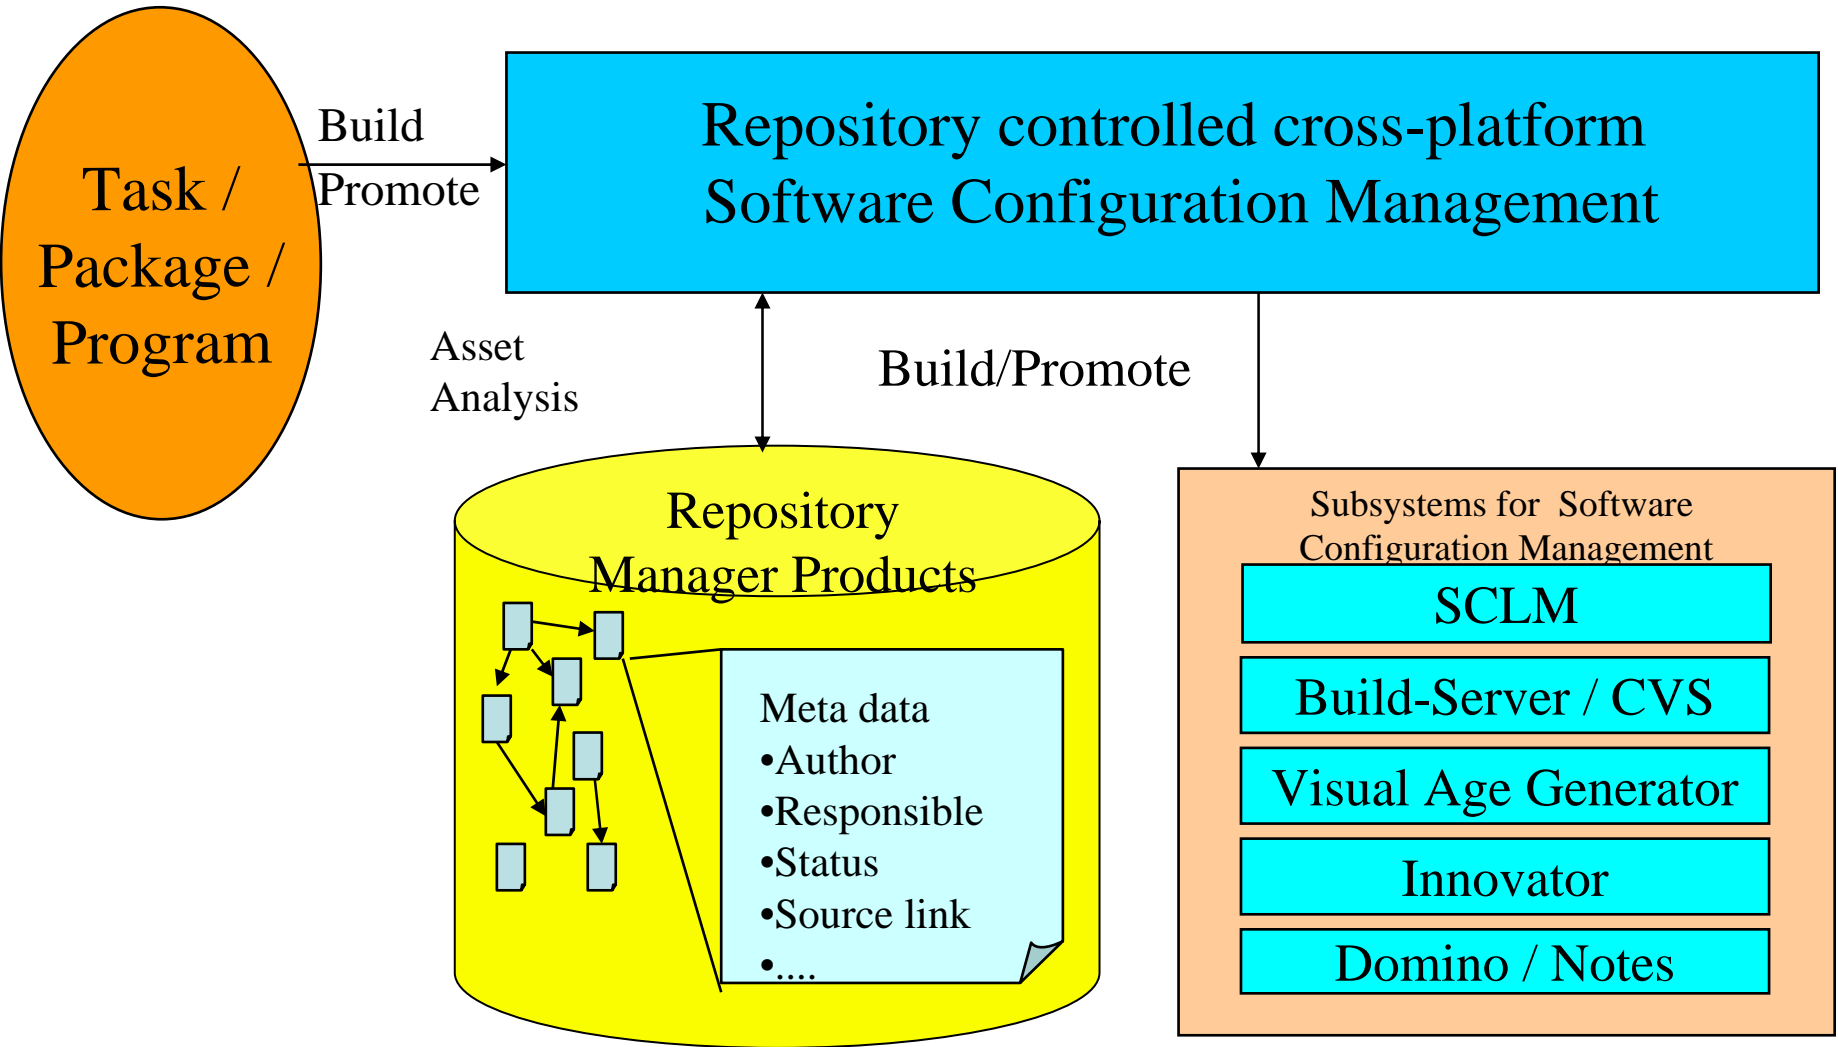 Task /
Package /
Program
Build
Promote
Repository controlled cross-platform
Software Configuration Management
Asset
Analysis
Build/Promote
Repository
Manager Products
Meta data
•Author
•Responsible
•Status
•Source link
•....
Subsystems for  Software
Configuration Management
SCLM
Build-Server / CVS
Visual Age Generator
Innovator
Domino / Notes